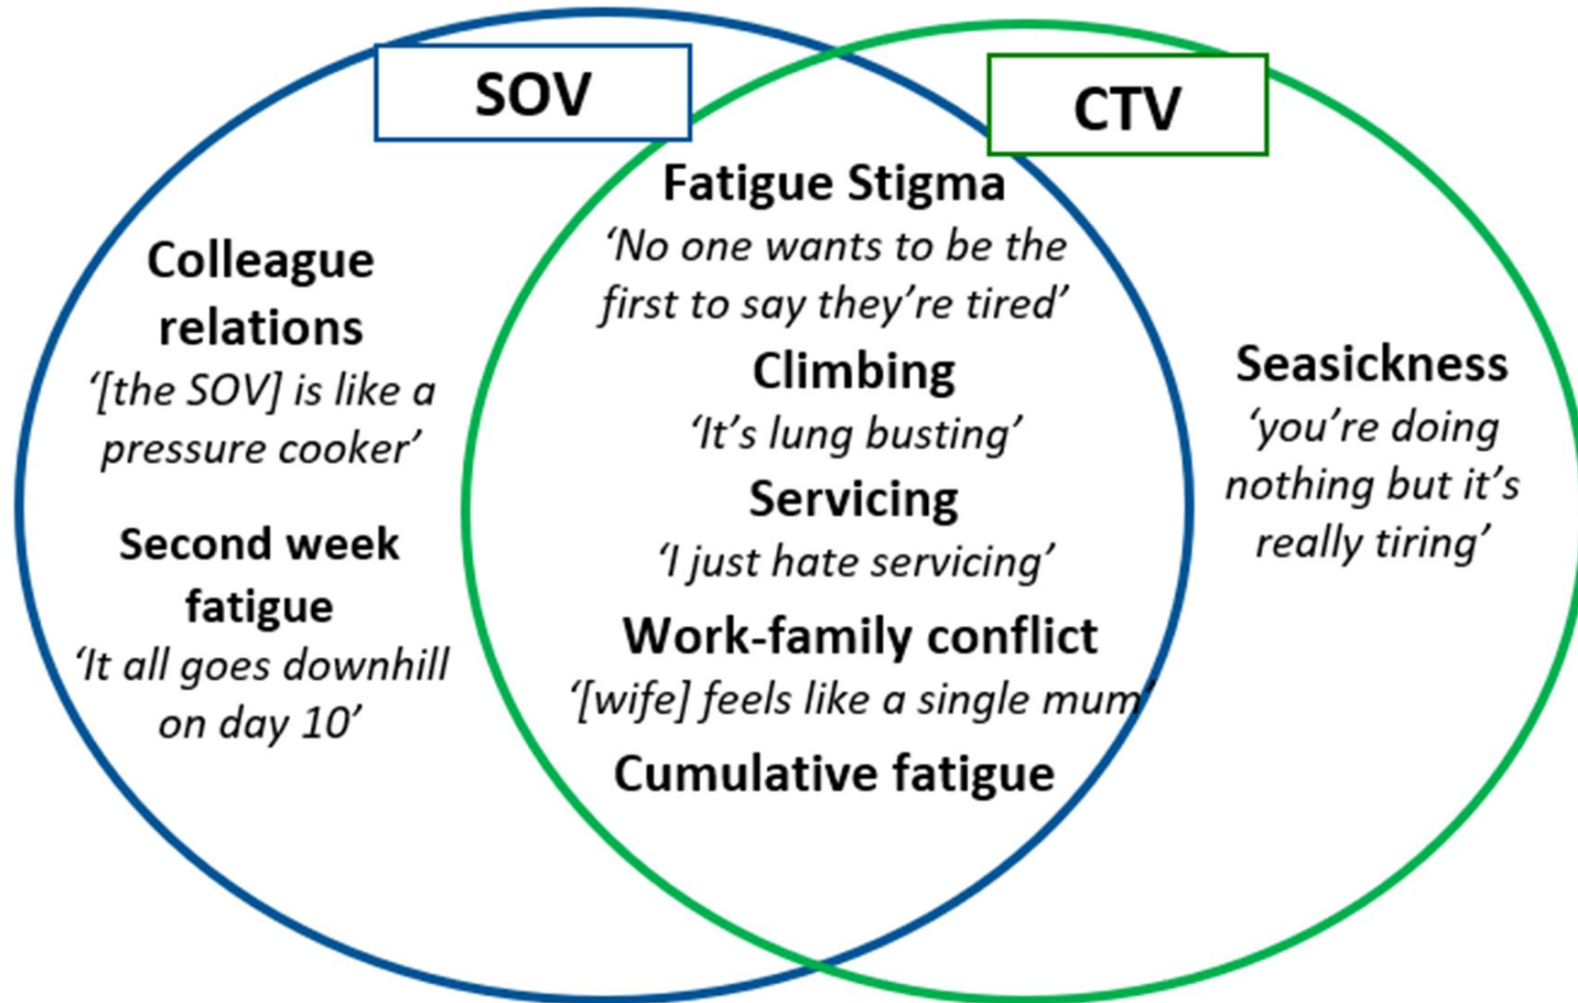 SOV
CTV
Colleague
relations
‘[the SOV] is like a
pressure cooker’
Second week
fatigue
‘It all goes downhill
on day 10’
Fatigue Stigma
‘No one wants to be the
first to say they’re tired’
Climbing
‘It’s lung busting’
Servicing
‘I just hate servicing’
Work-family conflict
‘[wife] feels like a single mum’
Cumulative fatigue
Seasickness
‘you’re doing
nothing but it’s
really tiring’